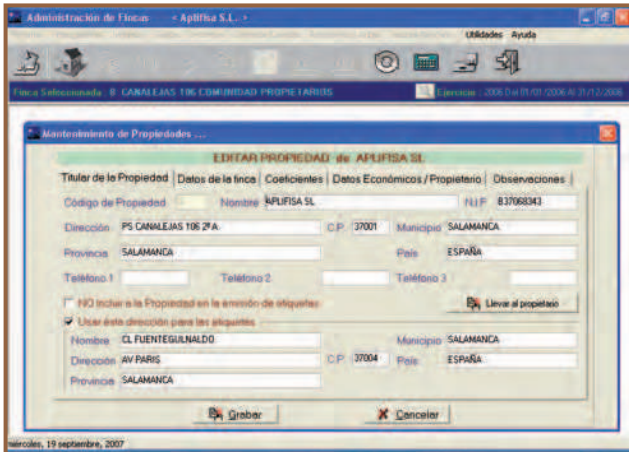 Administración de Fincas - < Aplifisa S.L. >
Utilidades Ayuda
Finca Seleccionada : 8 CANALEJAS 106 COMUNIDAD PROPIETARIOS Ejercicio : 2006 Del 01/01/2006 Al 31/12/2006
Mantenimiento de Propiedades ...
EDITAR PROPIEDAD de APLIFISA SL
Titular de la Propiedad Datos de la finca Coeficientes Datos Económicos / Propietario Observaciones
Código de Propiedad Nombre APLIFISA SL N.I.F. B37068343
Dirección PS CANALEJAS 106 2º A C.P. 37001 Municipio SALAMANCA
Provincia SALAMANCA País ESPAÑA
Teléfono 1 Teléfono 2 Teléfono 3
NO Incluir a la Propiedad en la emisión de etiquetas Llevar al propietario
Usar ésta dirección para las etiquetas
Nombre CL FUENTEGUINALDO Municipio SALAMANCA
Dirección AV PARIS C.P. 37004 País ESPAÑA
Provincia SALAMANCA
Grabar Cancelar
miércoles, 19 septiembre, 2007